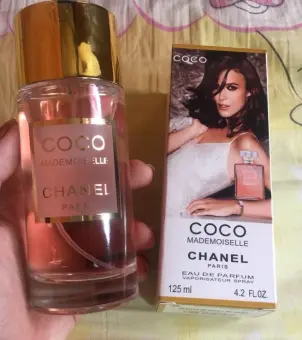 COCO
MADEMOISELLE
CHANEL
PARIS
COCO
COCO
MADEMOISELLE
CHANEL
PARIS
EAU DE PARFUM
VAPORISATEUR SPRAY
125 ml
4.2 FL.OZ.